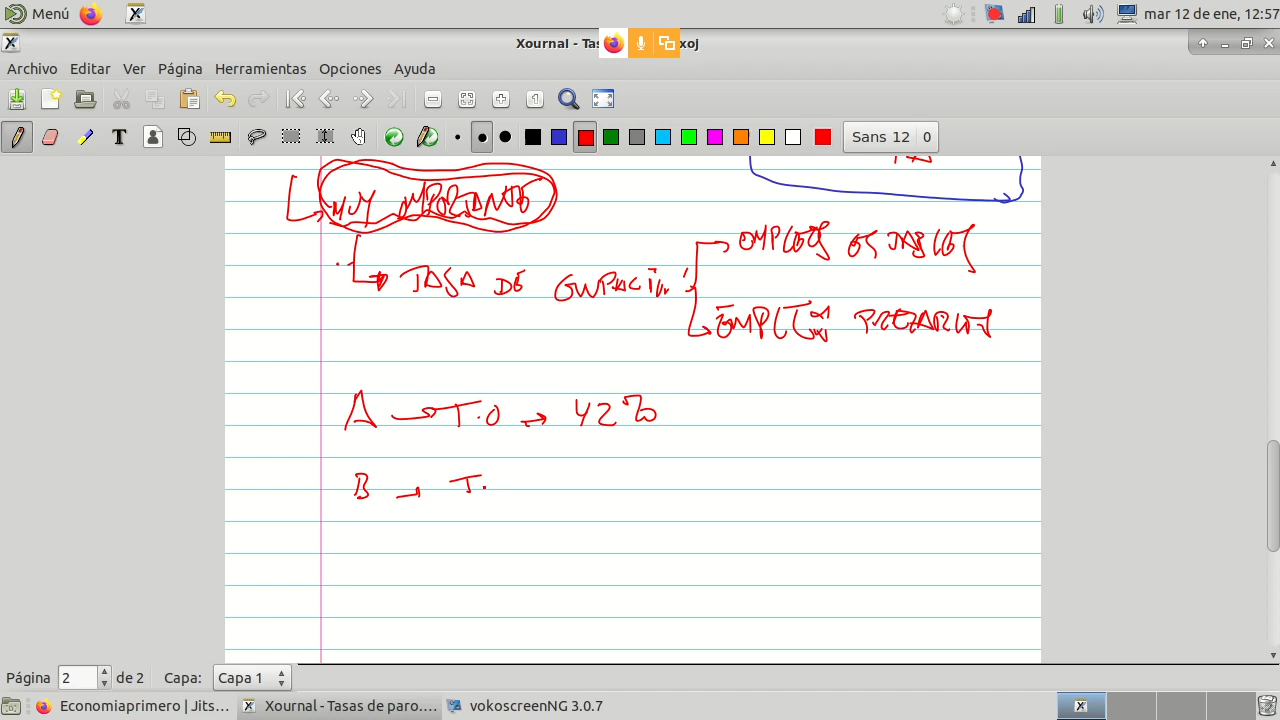 Menú
mar 12 de ene, 12:57
Xournal - Tas
xoj
Archivo Editar Ver Página Herramientas Opciones Ayuda
Sans 12 0
MUY IMPORTANTE
EMPLEOS ESTABLES
TASA DE OCUPACIÓN
EMPLEOS PRECARIOS
A → T.O → 42%
B → T.
Página 2 de 2 Capa: Capa 1
Economiaprimero | Jits... Xournal - Tasas de paro.... vokoscreenNG 3.0.7